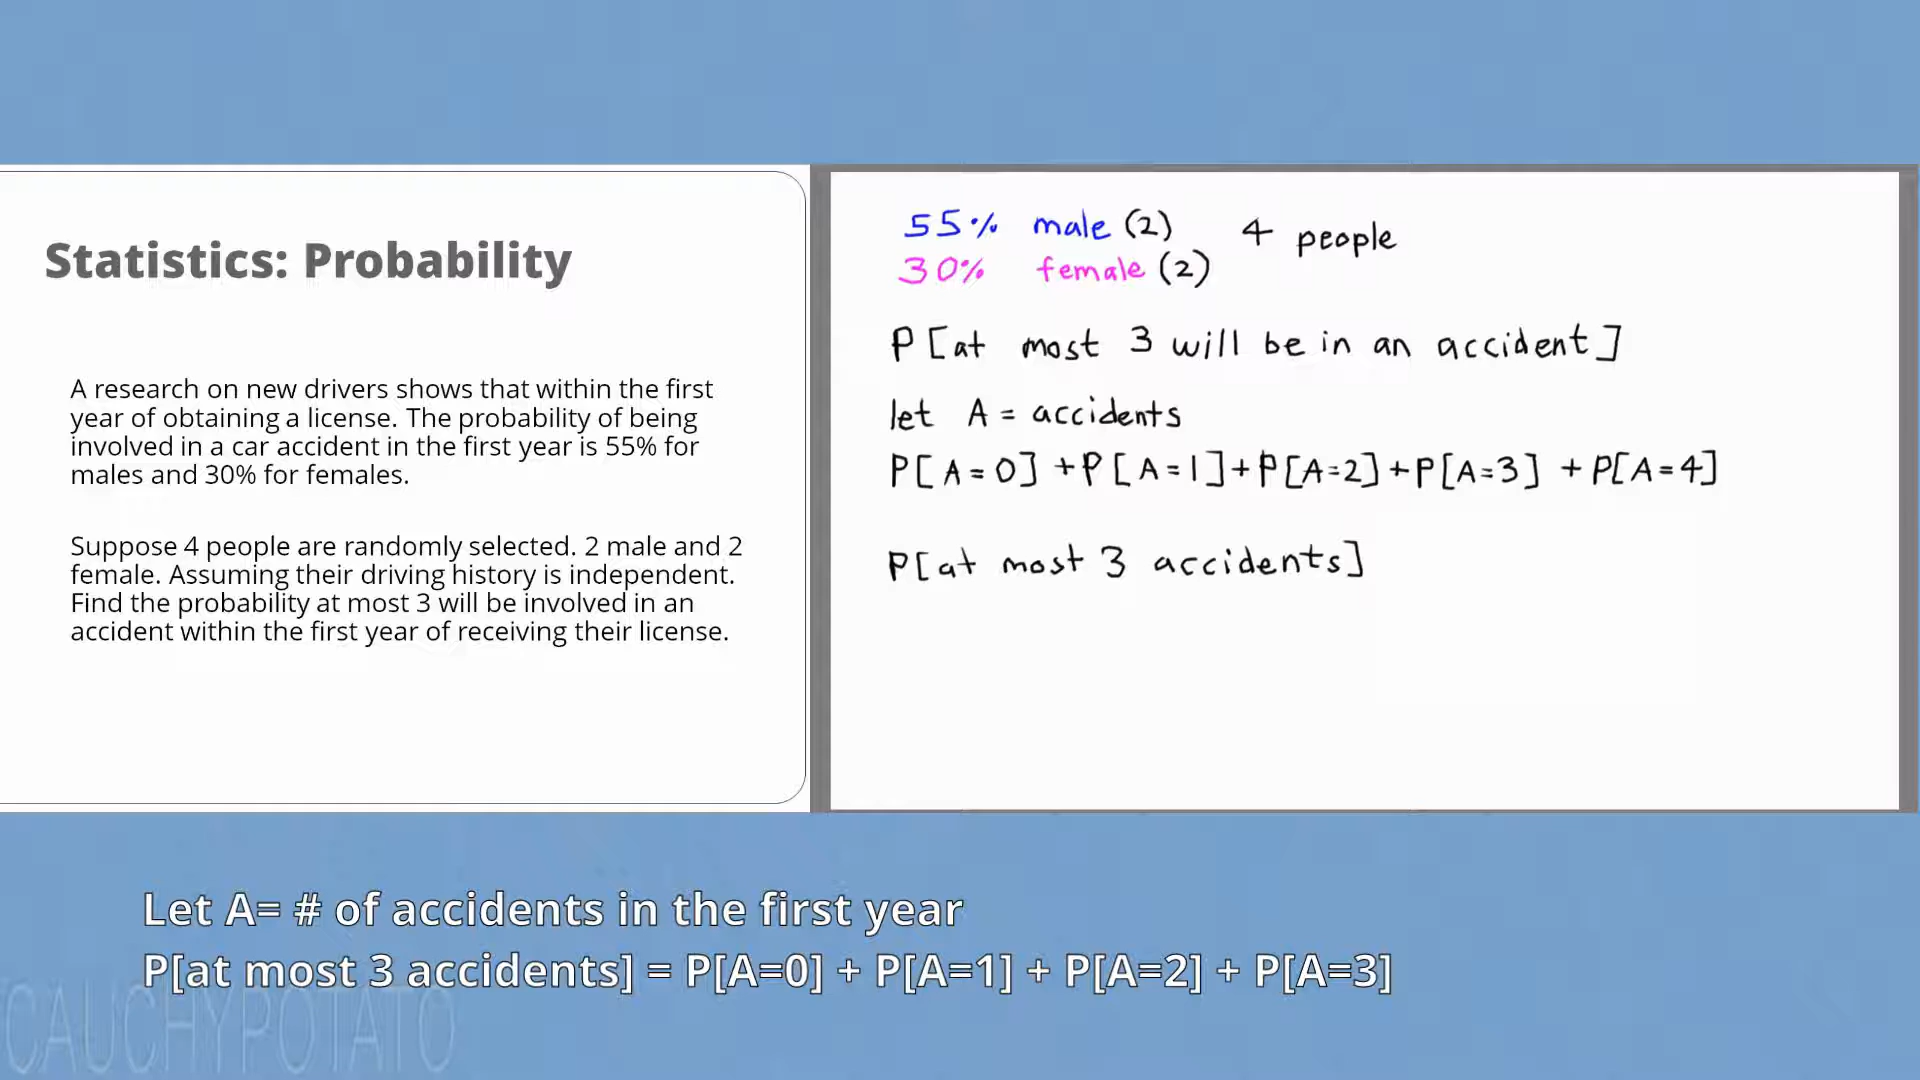 Statistics: Probability
A research on new drivers shows that within the first
year of obtaining a license. The probability of being
involved in a car accident in the first year is 55% for
males and 30% for females.
Suppose 4 people are randomly selected. 2 male and 2
female. Assuming their driving history is independent.
Find the probability at most 3 will be involved in an
accident within the first year of receiving their license.
55% male (2) 4 people
30% female (2)
P[at most 3 will be in an accident]
let A = accidents
P[A=0] + P[A=1] + P[A=2] + P[A=3] + P[A=4]
P[at most 3 accidents]
Let A= # of accidents in the first year
P[at most 3 accidents] = P[A=0] + P[A=1] + P[A=2] + P[A=3]
CAUCHYPOTATO